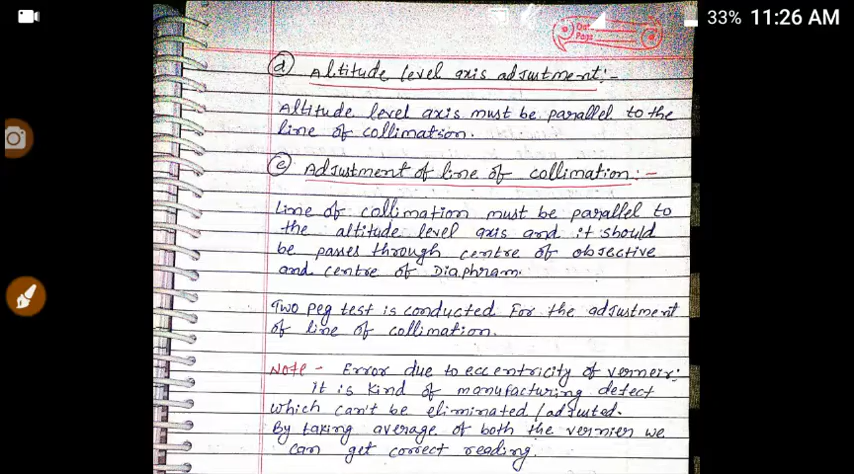 33% 11:26 AM
Page
(d) Altitude level axis adjustment:-
Altitude level axis must be parallel to the
line of collimation.
(e) Adjustment of line of collimation:-
Line of collimation must be parallel to
the altitude level axis and it should
be passes through centre of objective
and centre of Diaphram.
Two peg test is conducted for the adjustment
of line of collimation.
Note - Error due to eccentricity of verneir:
it is kind of manufacturing defect
which can't be eliminated/adjusted.
By taking average of both the vernier we
can get correct reading.